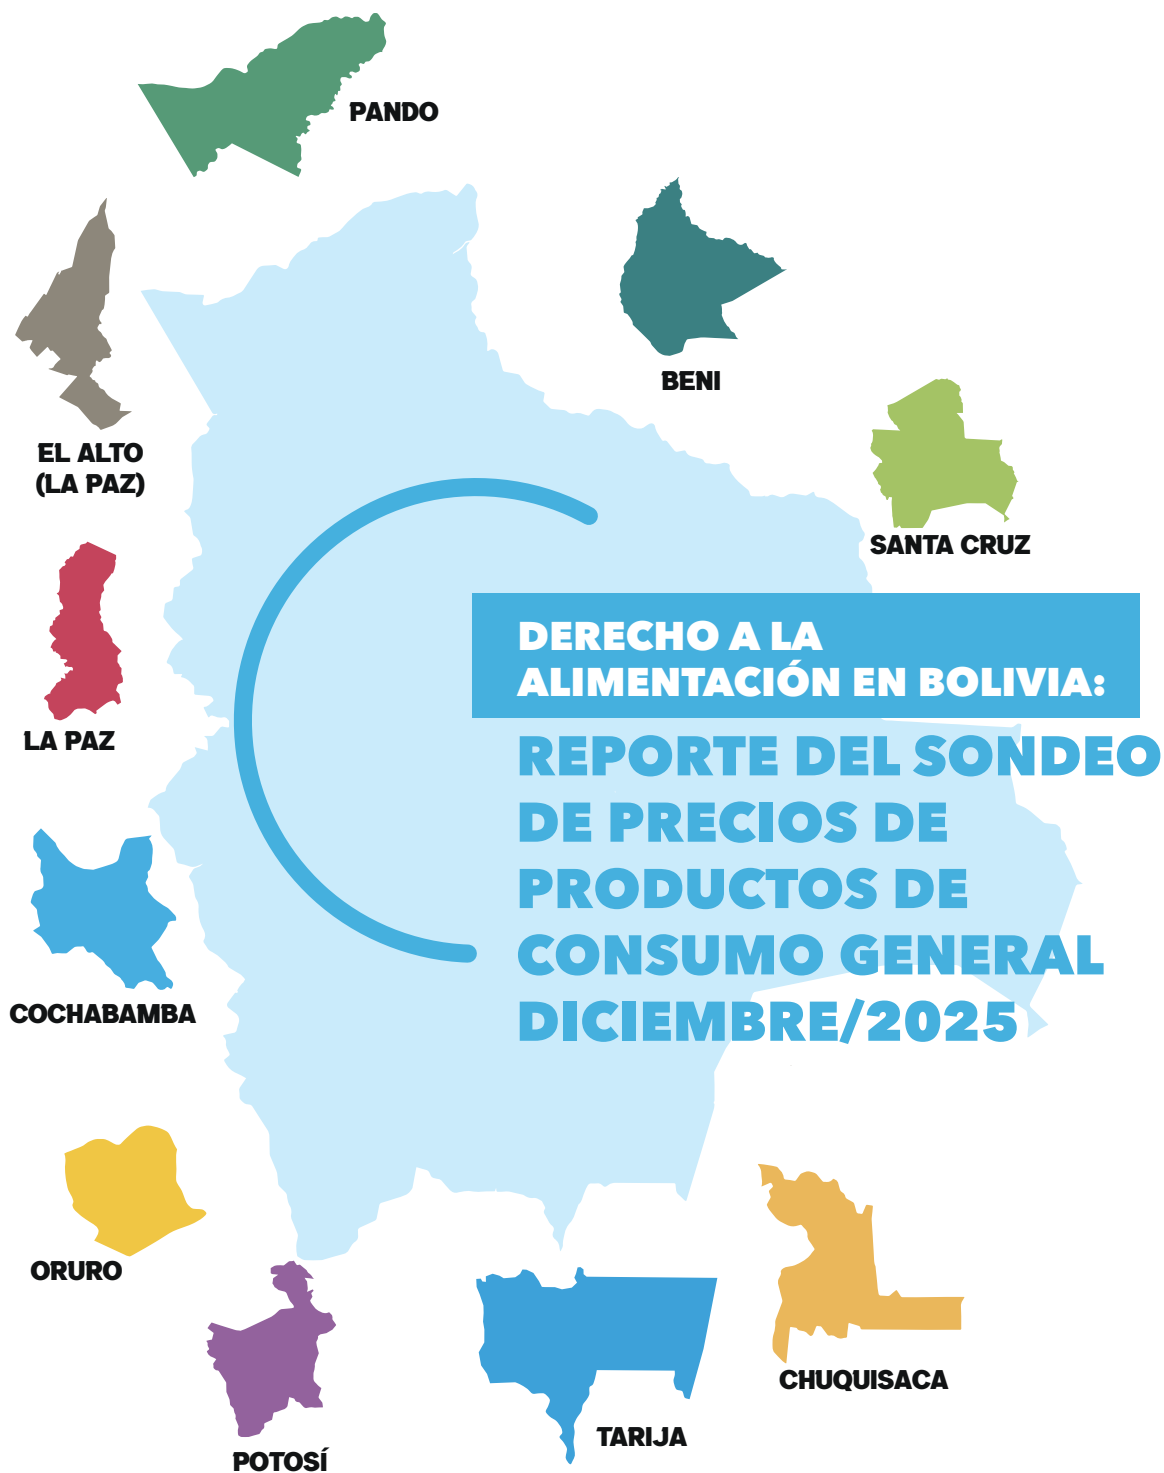 PANDO
BENI
EL ALTO
(LA PAZ)
SANTA CRUZ
DERECHO A LA
ALIMENTACIÓN EN BOLIVIA:
LA PAZ
REPORTE DEL SONDEO
DE PRECIOS DE
PRODUCTOS DE
CONSUMO GENERAL
DICIEMBRE/2025
COCHABAMBA
ORURO
CHUQUISACA
TARIJA
POTOSÍ